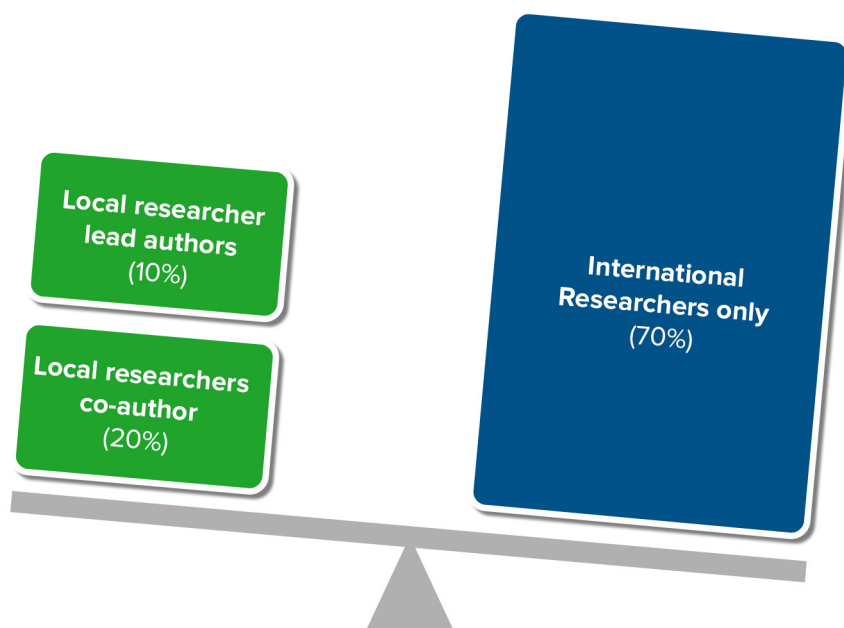 Local researcher
lead authors
(10%)
Local researchers
co-author
(20%)
International
Researchers only
(70%)